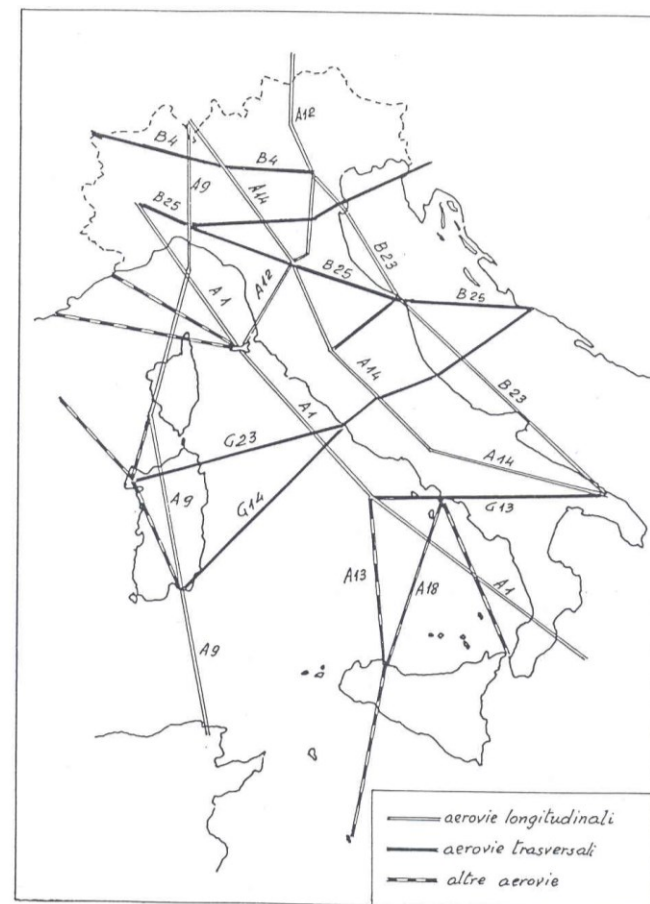 A12
B4
B4
A9
A14
B25
B23
A1
A12
B25
B25
A1
A14
B23
G23
A14
A9
G14
G13
A13
A18
A1
A9
aerovie longitudinali
aerovie trasversali
altre aerovie